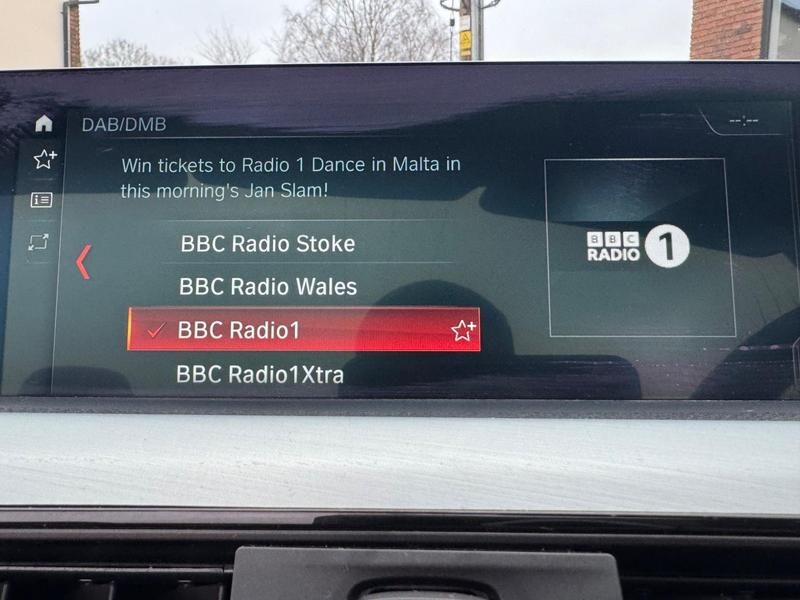 DAB/DMB
--:--
Win tickets to Radio 1 Dance in Malta in
this morning's Jan Slam!
BBC Radio Stoke
BBC Radio Wales
BBC Radio1
BBC Radio1Xtra
BBC
RADIO 1